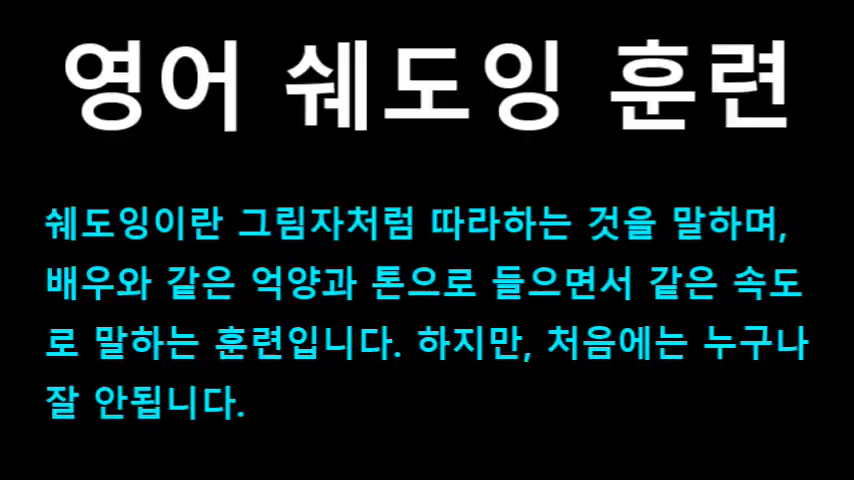 영어 쉐도잉 훈련
쉐도잉이란 그림자처럼 따라하는 것을 말하며,
배우와 같은 억양과 톤으로 들으면서 같은 속도
로 말하는 훈련입니다. 하지만, 처음에는 누구나
잘 안됩니다.